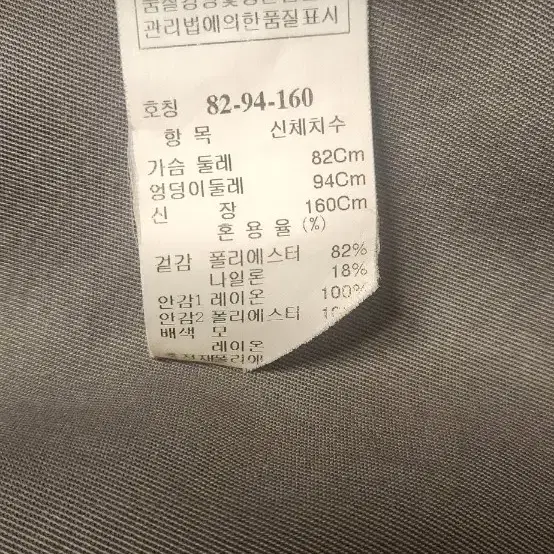 관리법에의한품질표시
호칭 82-94-160
항 목 신체치수
가슴 둘레 82Cm
엉덩이둘레 94Cm
신 장 160Cm
혼 용 율 (%)
겉감 폴리에스터 82%
나일론 18%
안감1 레이온 100%
안감2 폴리에스터
배색 모
레이온